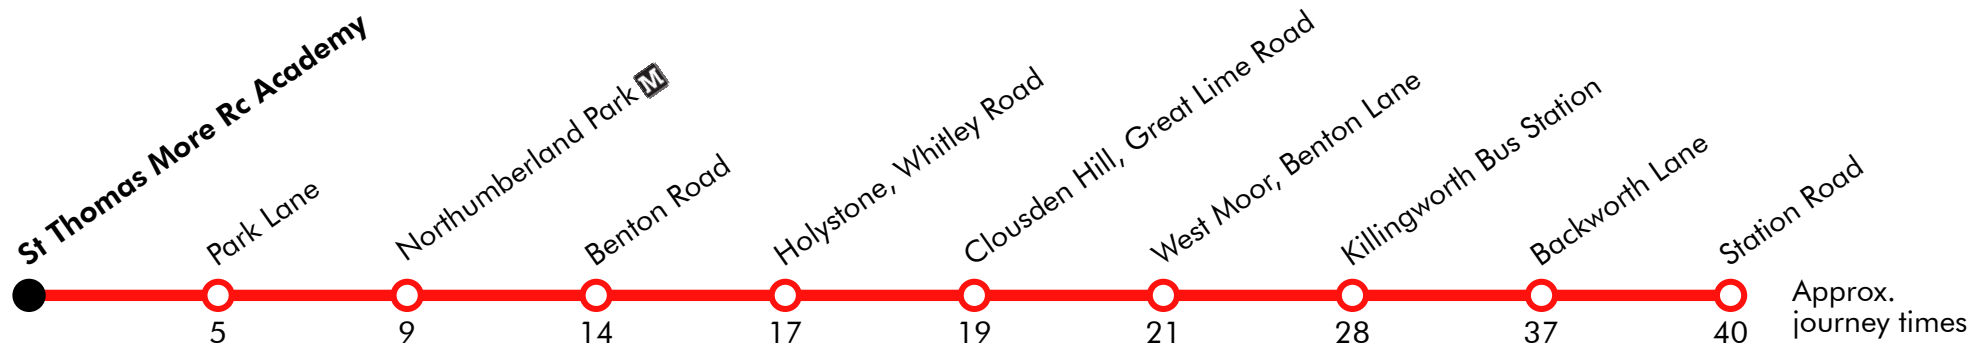 St Thomas More Rc Academy
Park Lane
Northumberland Park M
Benton Road
Holystone, Whitley Road
Clousden Hill, Great Lime Road
West Moor, Benton Lane
Killingworth Bus Station
Backworth Lane
Station Road
5
9
14
17
19
21
28
37
40
Approx.
journey times